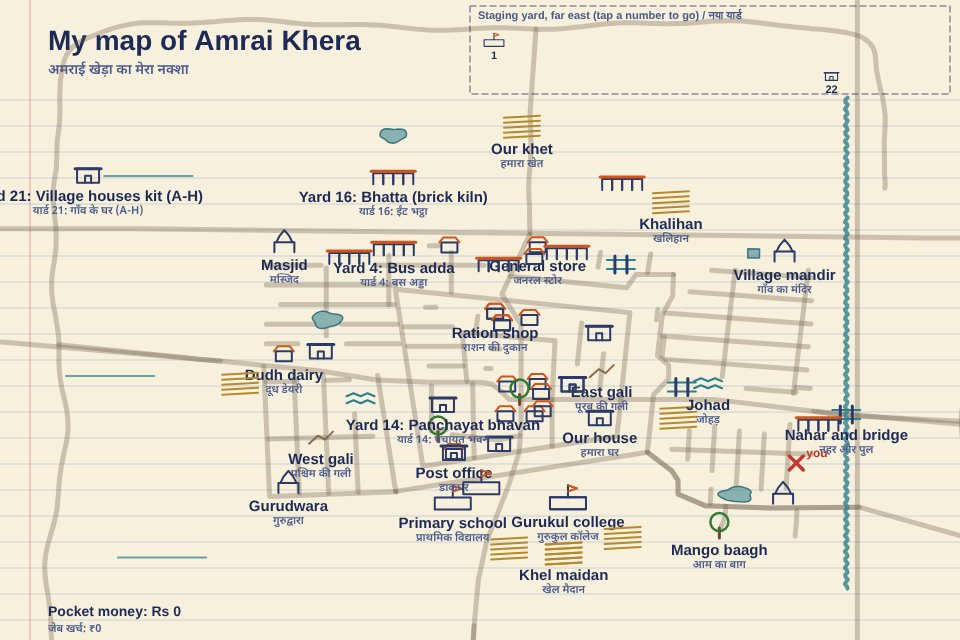 Staging yard, far east (tap a number to go) / नया यार्ड
My map of Amrai Khera
अमराई खेड़ा का मेरा नक्शा
1
22
Our khet
हमारा खेत
d 21: Village houses kit (A-H)
यार्ड 21: गाँव के घर (A-H)
Yard 16: Bhatta (brick kiln)
यार्ड 16: ईंट भट्ठा
Khalihan
खलिहान
Masjid
मस्जिद
Yard 4: Bus adda
यार्ड 4: बस अड्डा
General store
जनरल स्टोर
Village mandir
गाँव का मंदिर
Ration shop
राशन की दुकान
Dudh dairy
दूध डेयरी
East gali
पूरब की गली
Johad
जोहड़
Yard 14: Panchayat bhavan
यार्ड 14: पंचायत भवन
Our house
हमारा घर
Nahar and bridge
नहर और पुल
you
West gali
पश्चिम की गली
Post office
डाकघर
Gurudwara
गुरुद्वारा
Primary school
प्राथमिक विद्यालय
Gurukul college
गुरुकुल कॉलेज
Mango baagh
आम का बाग
Khel maidan
खेल मैदान
Pocket money: Rs 0
जेब खर्च: ₹0